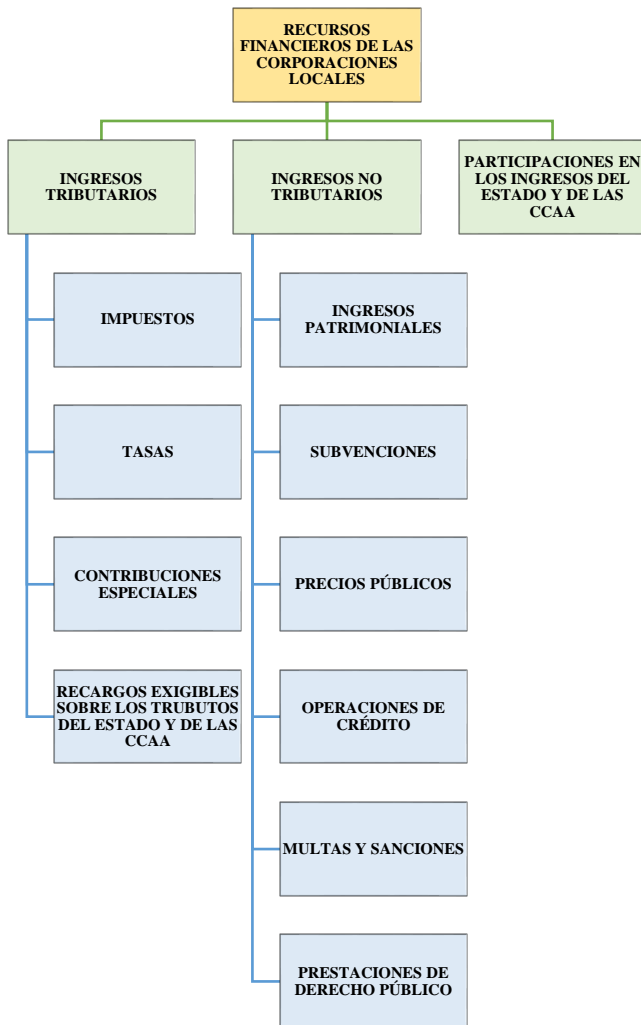 RECURSOS
FINANCIEROS DE LAS
CORPORACIONES
LOCALES
INGRESOS
TRIBUTARIOS
INGRESOS NO
TRIBUTARIOS
PARTICIPACIONES EN
LOS INGRESOS DEL
ESTADO Y DE LAS
CCAA
IMPUESTOS
TASAS
CONTRIBUCIONES
ESPECIALES
RECARGOS EXIGIBLES
SOBRE LOS TRUBUTOS
DEL ESTADO Y DE LAS
CCAA
INGRESOS
PATRIMONIALES
SUBVENCIONES
PRECIOS PÚBLICOS
OPERACIONES DE
CRÉDITO
MULTAS Y SANCIONES
PRESTACIONES DE
DERECHO PÚBLICO